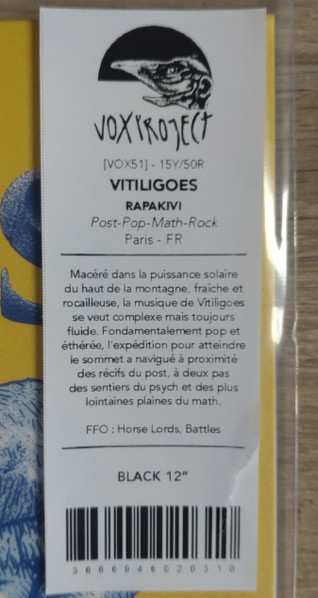 VOX PROJECT
[VOX51] - 15Y/50R
VITILIGOES
RAPAKIVI
Post-Pop-Math-Rock
Paris - FR
Macéré dans la puissance solaire
du haut de la montagne, fraîche et
rocailleuse, la musique de Vitiligoes
se veut complexe mais toujours
fluide. Fondamentalement pop et
éthérée, l'expédition pour atteindre
le sommet a navigué à proximité
des récifs du post, à deux pas
des sentiers du psych et des plus
lointaines plaines du math.
FFO : Horse Lords, Battles
BLACK 12"
3666946020310